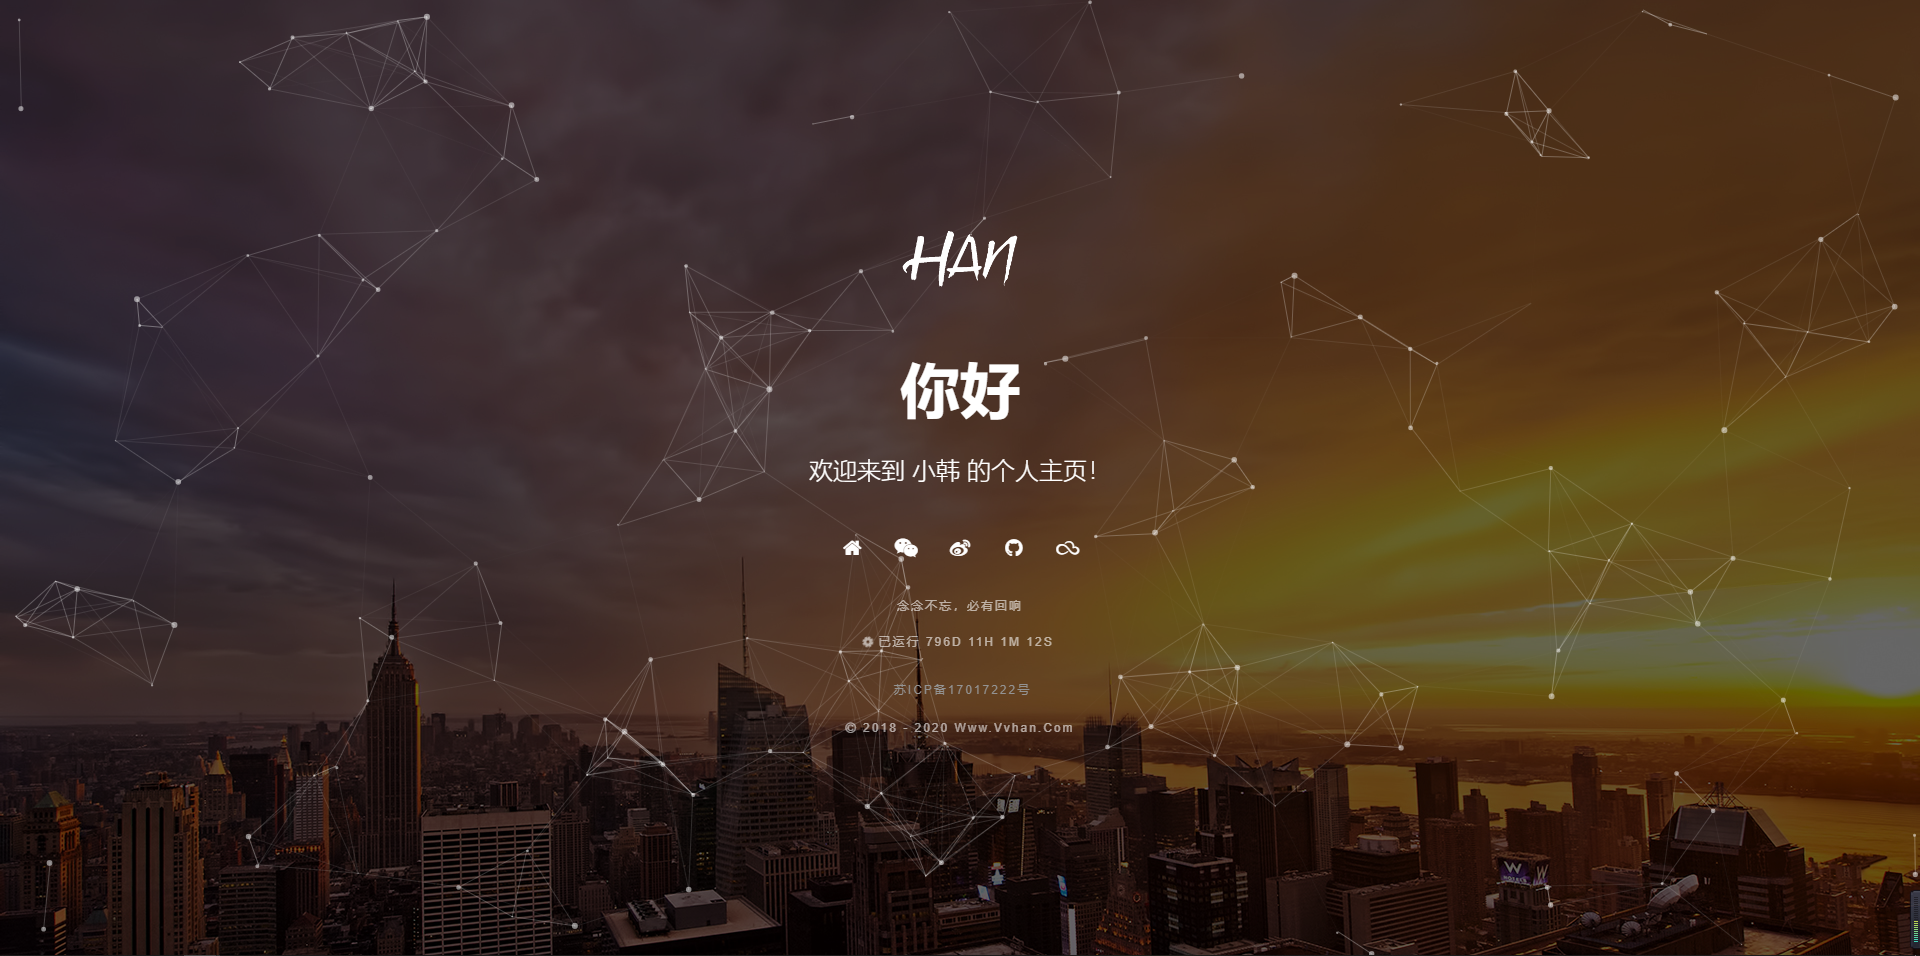 HAN
你好
欢迎来到 小韩 的个人主页！
念念不忘，必有回响
已运行 796D 11H 1M 12S
苏ICP备17017222号
© 2018 - 2020 Www.Vvhan.Com
W
W